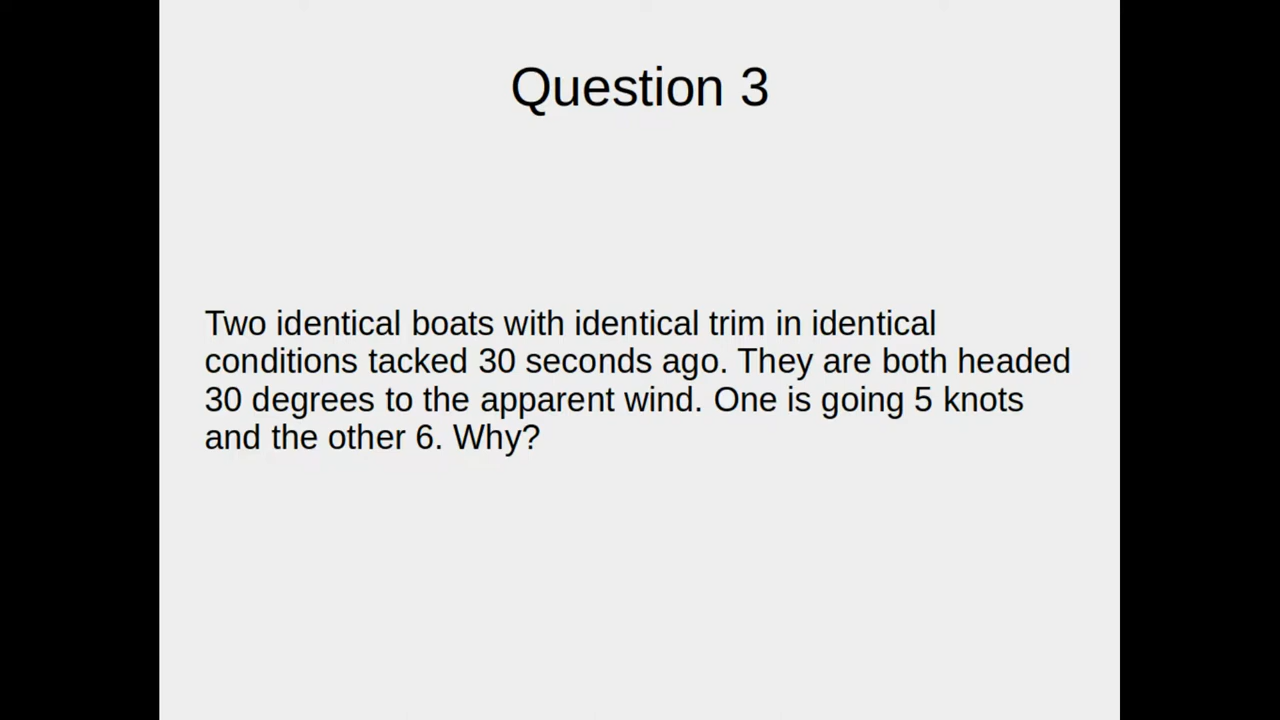 Question 3
Two identical boats with identical trim in identical
conditions tacked 30 seconds ago. They are both headed
30 degrees to the apparent wind. One is going 5 knots
and the other 6. Why?